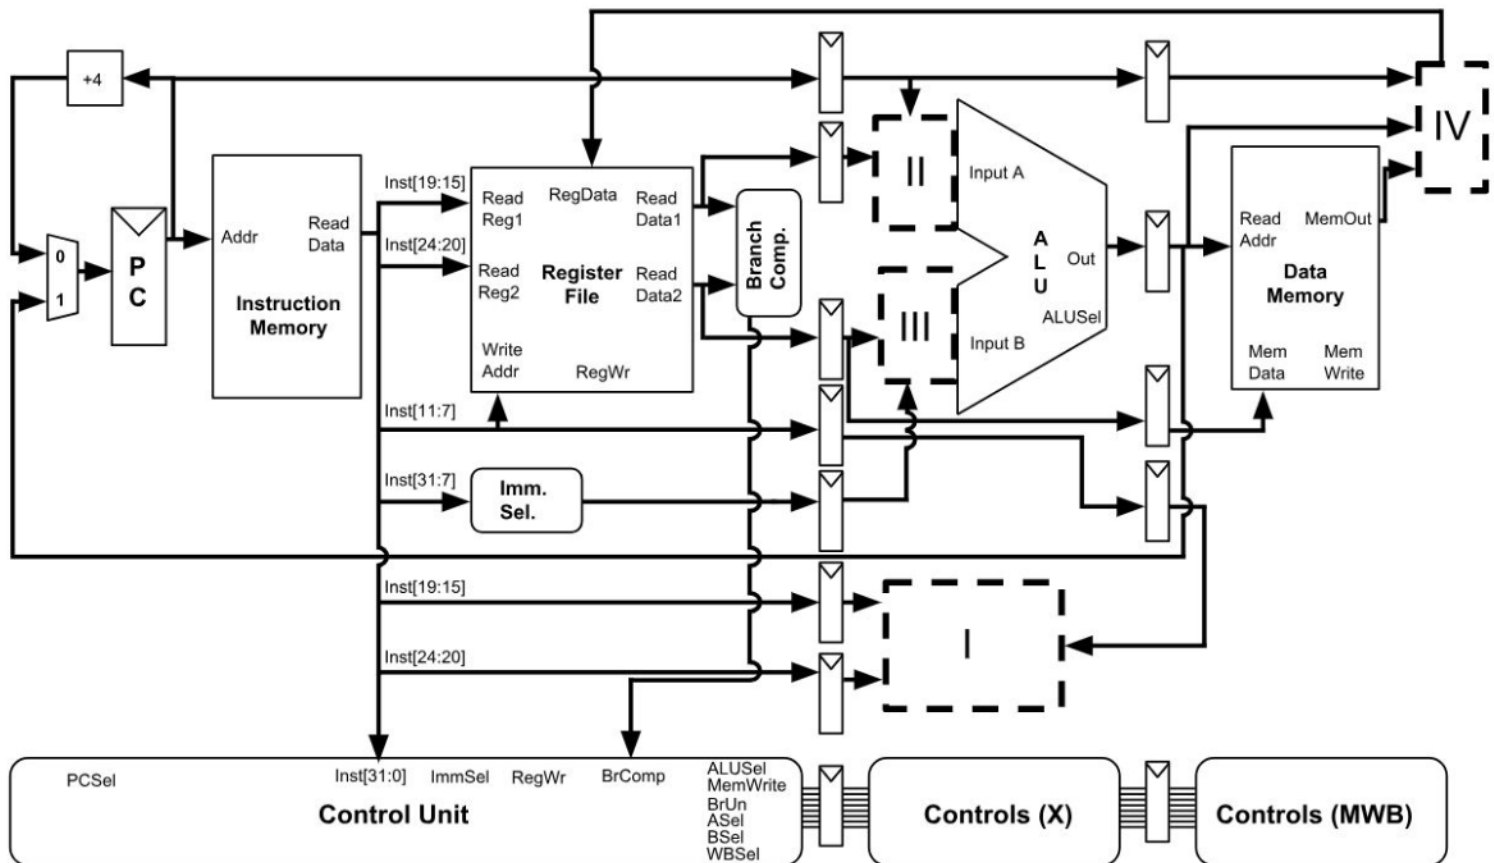 +4
IV
Inst[19:15]
Read
Reg1
RegData
Read
Data1
II
Input A
Addr
Read
Data
Inst[24:20]
Read
Reg2
Register
File
Read
Data2
Branch
Comp.
A
L
U
Out
ALUSel
Read
Addr
MemOut
Data
Memory
0
1
P
C
Instruction
Memory
III
Input B
Write
Addr
RegWr
Mem
Data
Mem
Write
Inst[11:7]
Inst[31:7]
Imm.
Sel.
Inst[19:15]
I
Inst[24:20]
PCSel
Inst[31:0]
ImmSel
RegWr
BrComp
ALUSel
MemWrite
BrUn
ASel
BSel
WBSel
Control Unit
Controls (X)
Controls (MWB)